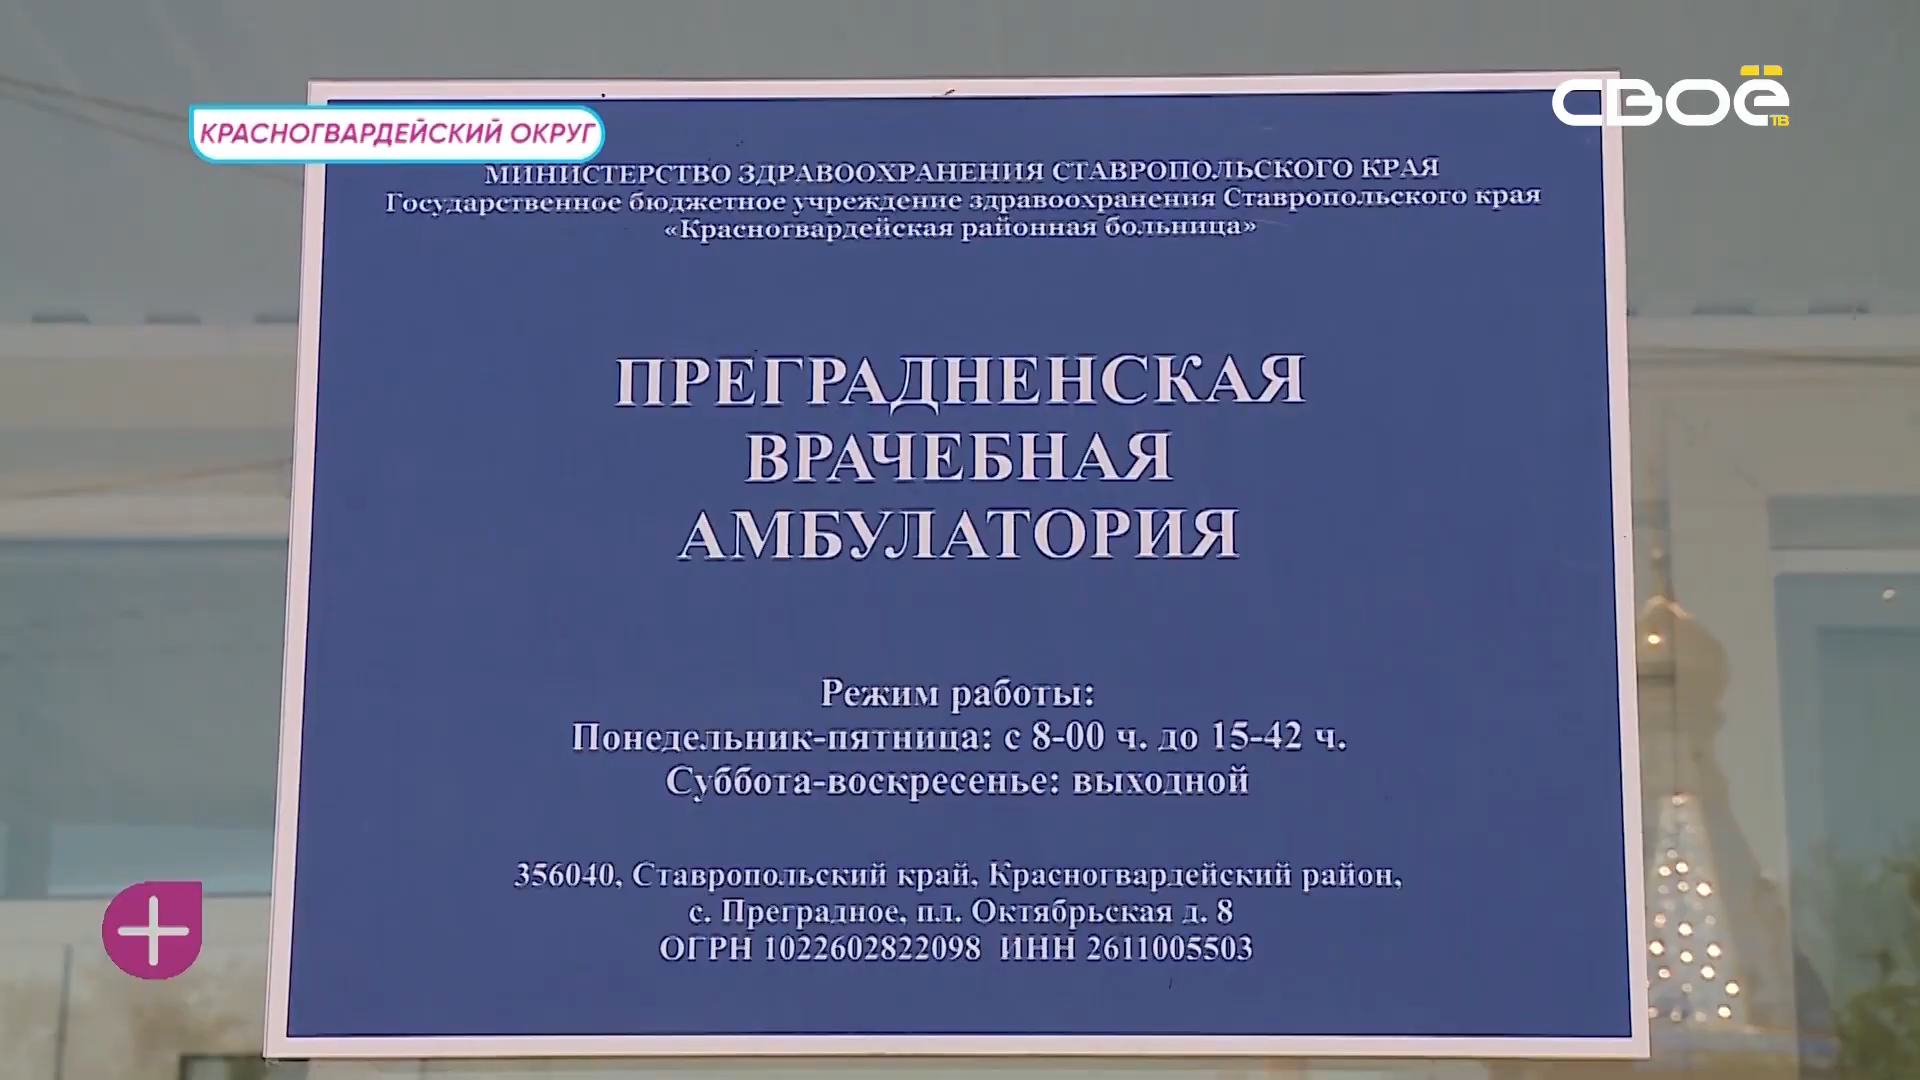 СВОЁ ТВ
КРАСНОГВАРДЕЙСКИЙ ОКРУГ
МИНИСТЕРСТВО ЗДРАВООХРАНЕНИЯ СТАВРОПОЛЬСКОГО КРАЯ
Государственное бюджетное учреждение здравоохранения Ставропольского края
«Красногвардейская районная больница»
ПРЕГРАДНЕНСКАЯ
ВРАЧЕБНАЯ
АМБУЛАТОРИЯ
Режим работы:
Понедельник-пятница: с 8-00 ч. до 15-42 ч.
Суббота-воскресенье: выходной
356040, Ставропольский край, Красногвардейский район,
с. Преградное, пл. Октябрьская д. 8
ОГРН 1022602822098 ИНН 2611005503